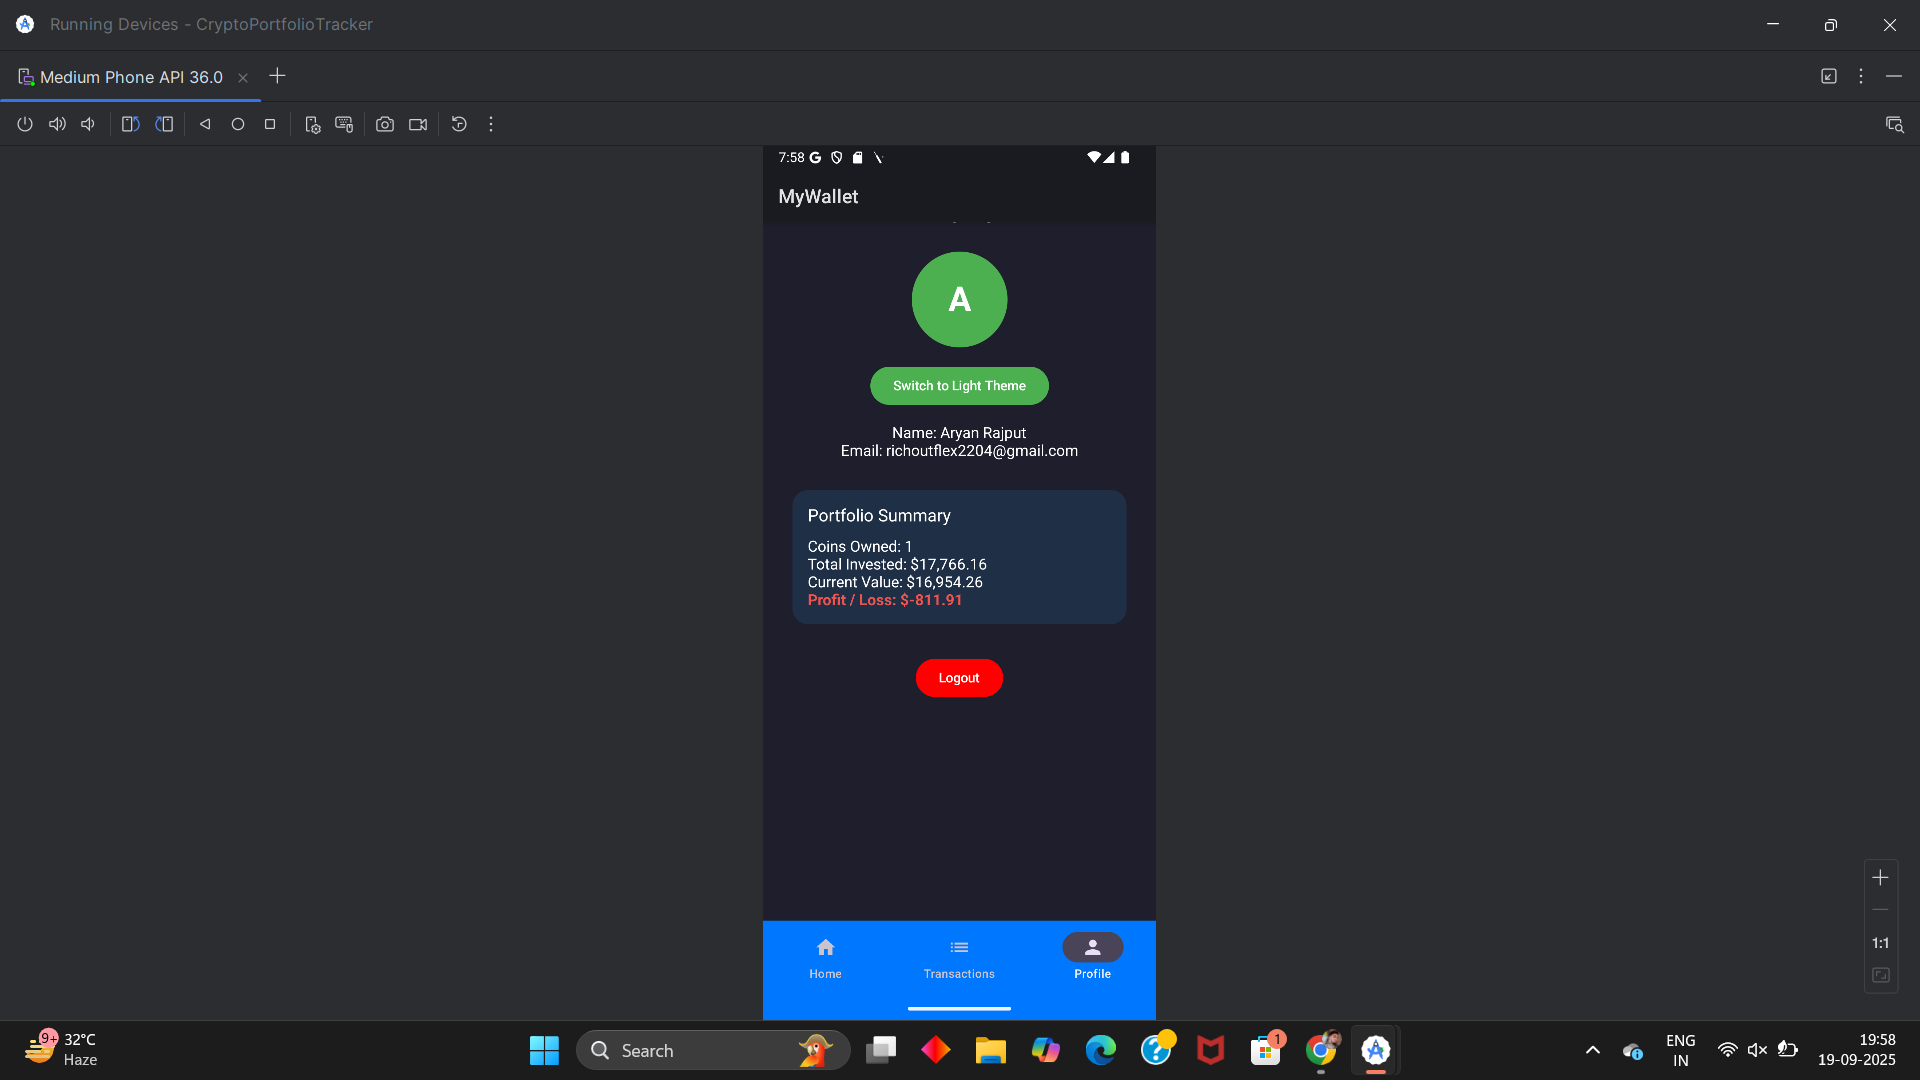 Running Devices - CryptoPortfolioTracker
Medium Phone API 36.0
7:58
MyWallet
A
Switch to Light Theme
Name: Aryan Rajput
Email: richoutflex2204@gmail.com
Portfolio Summary
Coins Owned: 1
Total Invested: $17,766.16
Current Value: $16,954.26
Profit / Loss: $-811.91
Logout
Home
Transactions
Profile
1:1
9+
32°C
Haze
Search
1
ENG
IN
19:58
19-09-2025